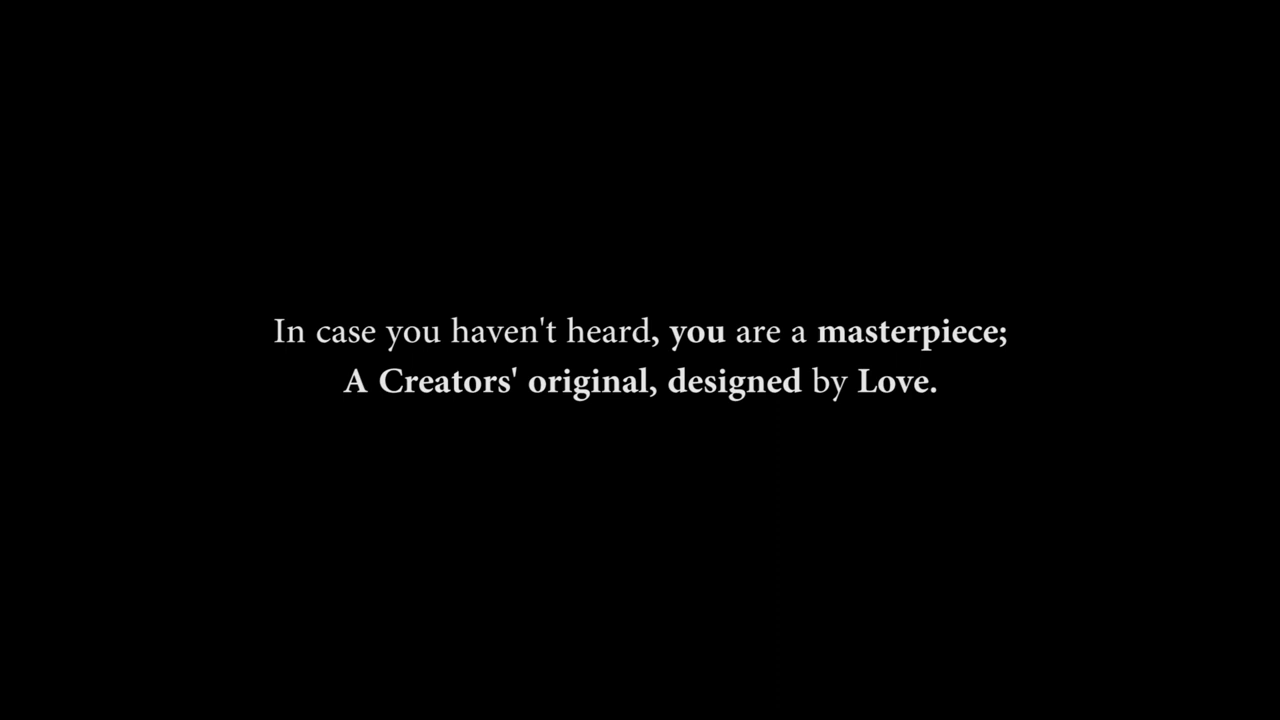 In case you haven't heard, you are a masterpiece;
A Creators' original, designed by Love.